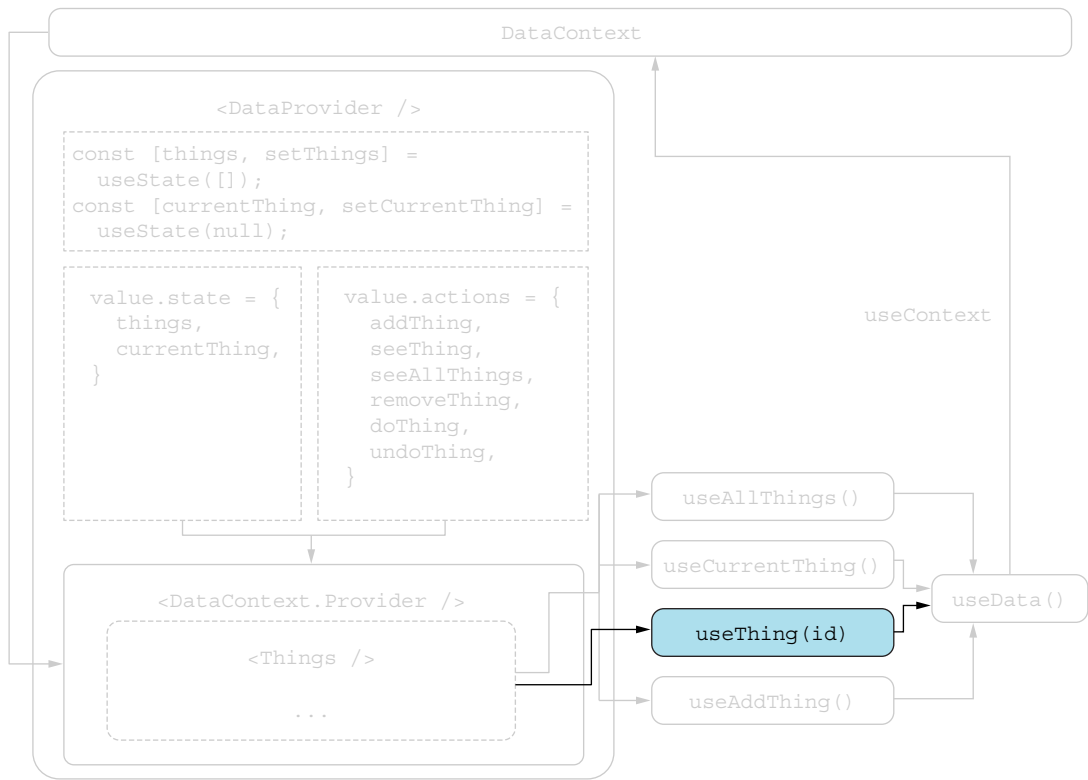 DataContext
<DataProvider />
const [things, setThings] =
useState([]);
const [currentThing, setCurrentThing] =
useState(null);
value.state = {
things,
currentThing,
}
value.actions = {
addThing,
seeThing,
seeAllThings,
removeThing,
doThing,
undoThing,
}
<DataContext.Provider />
<Things />
...
useAllThings()
useCurrentThing()
useThing(id)
useAddThing()
useData()
useContext